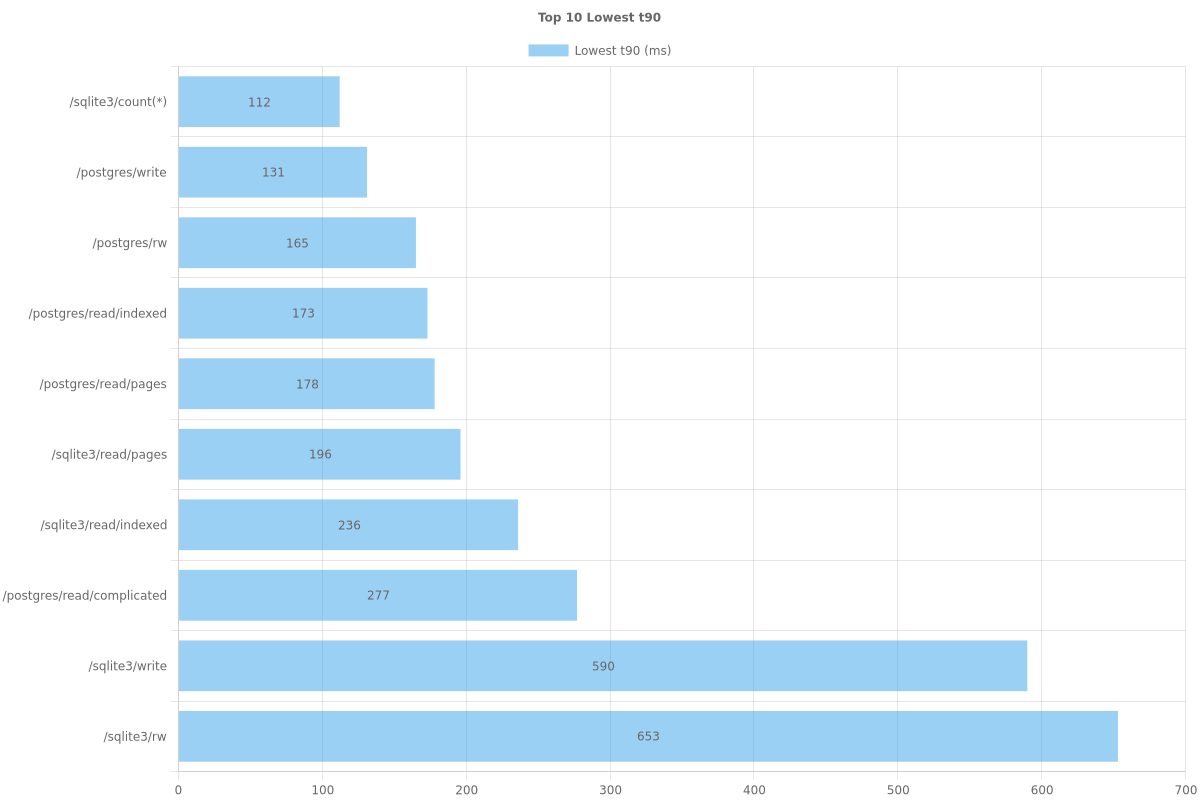 Top 10 Lowest t90
Lowest t90 (ms)
/sqlite3/count(*) 112
/postgres/write 131
/postgres/rw 165
/postgres/read/indexed 173
/postgres/read/pages 178
/sqlite3/read/pages 196
/sqlite3/read/indexed 236
/postgres/read/complicated 277
/sqlite3/write 590
/sqlite3/rw 653
0 100 200 300 400 500 600 700